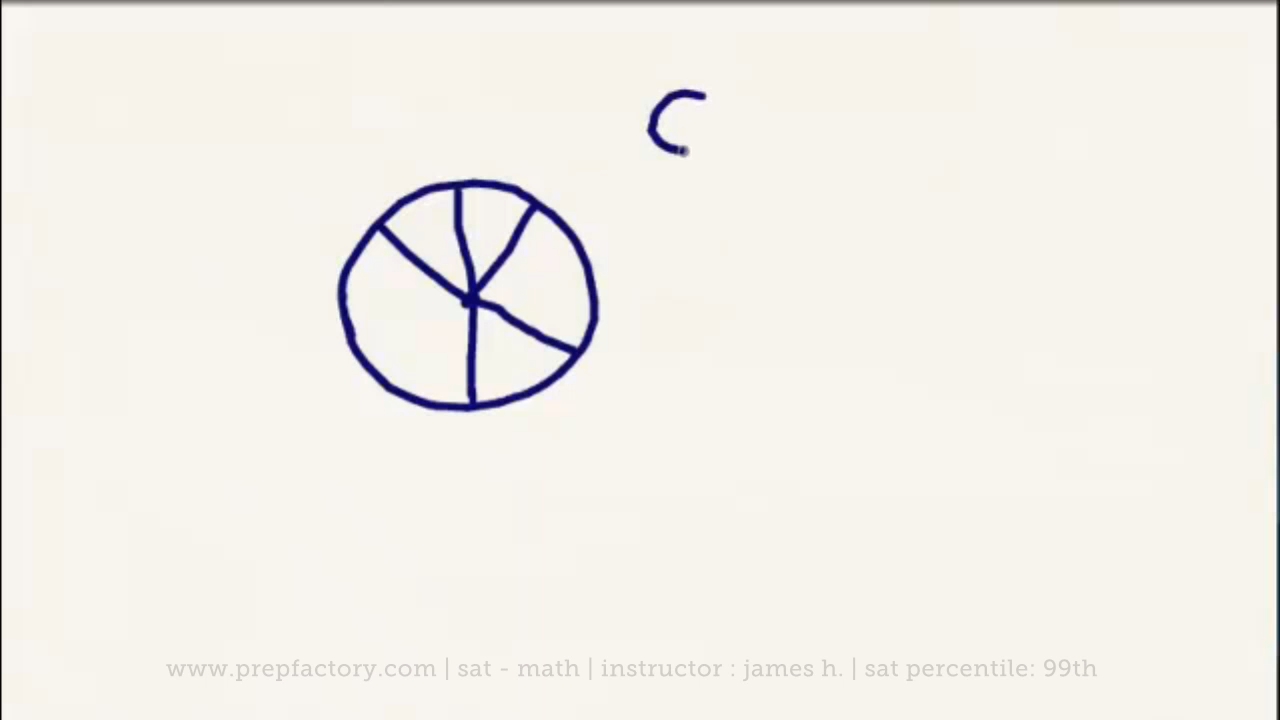 C
www.prepfactory.com | sat - math | instructor : james h. | sat percentile: 99th